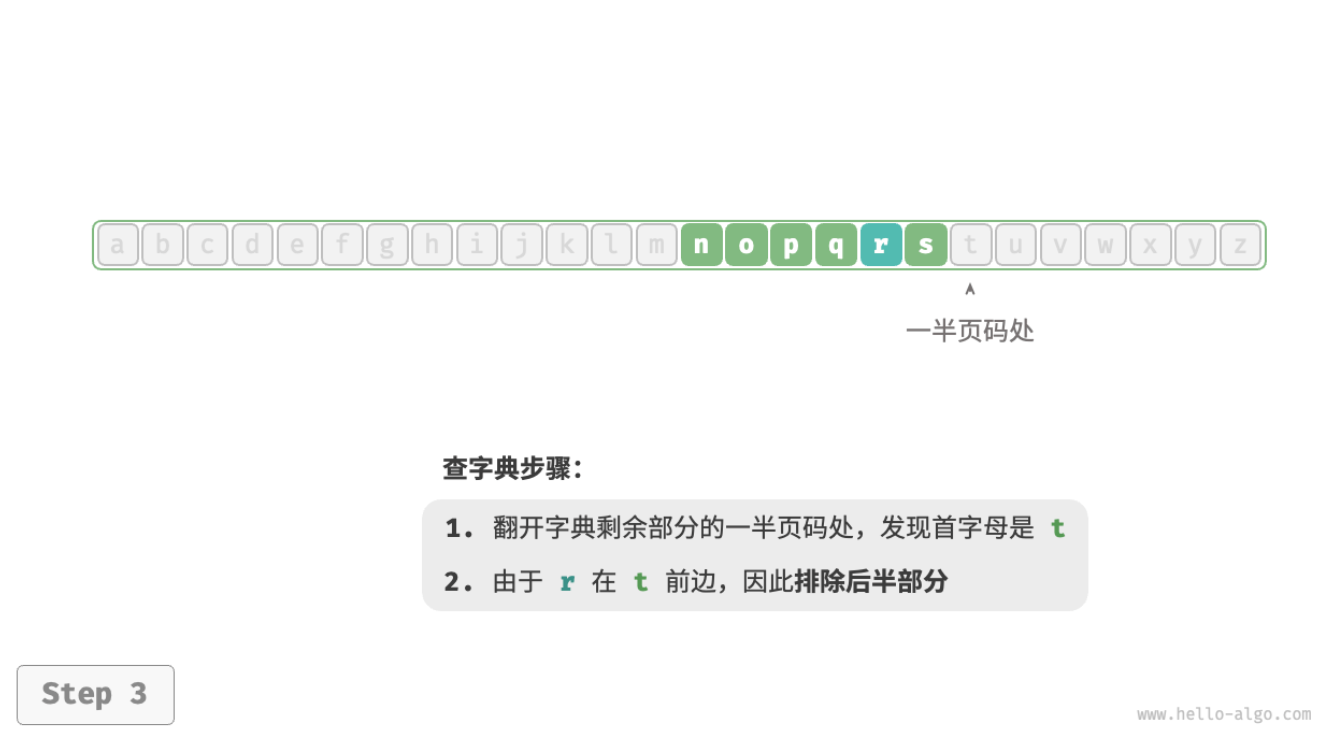 a b c d e f g h i j k l m n o p q r s t u v w x y z
一半页码处
查字典步骤：
1. 翻开字典剩余部分的一半页码处，发现首字母是 t
2. 由于 r 在 t 前边，因此排除后半部分
Step 3
www.hello-algo.com